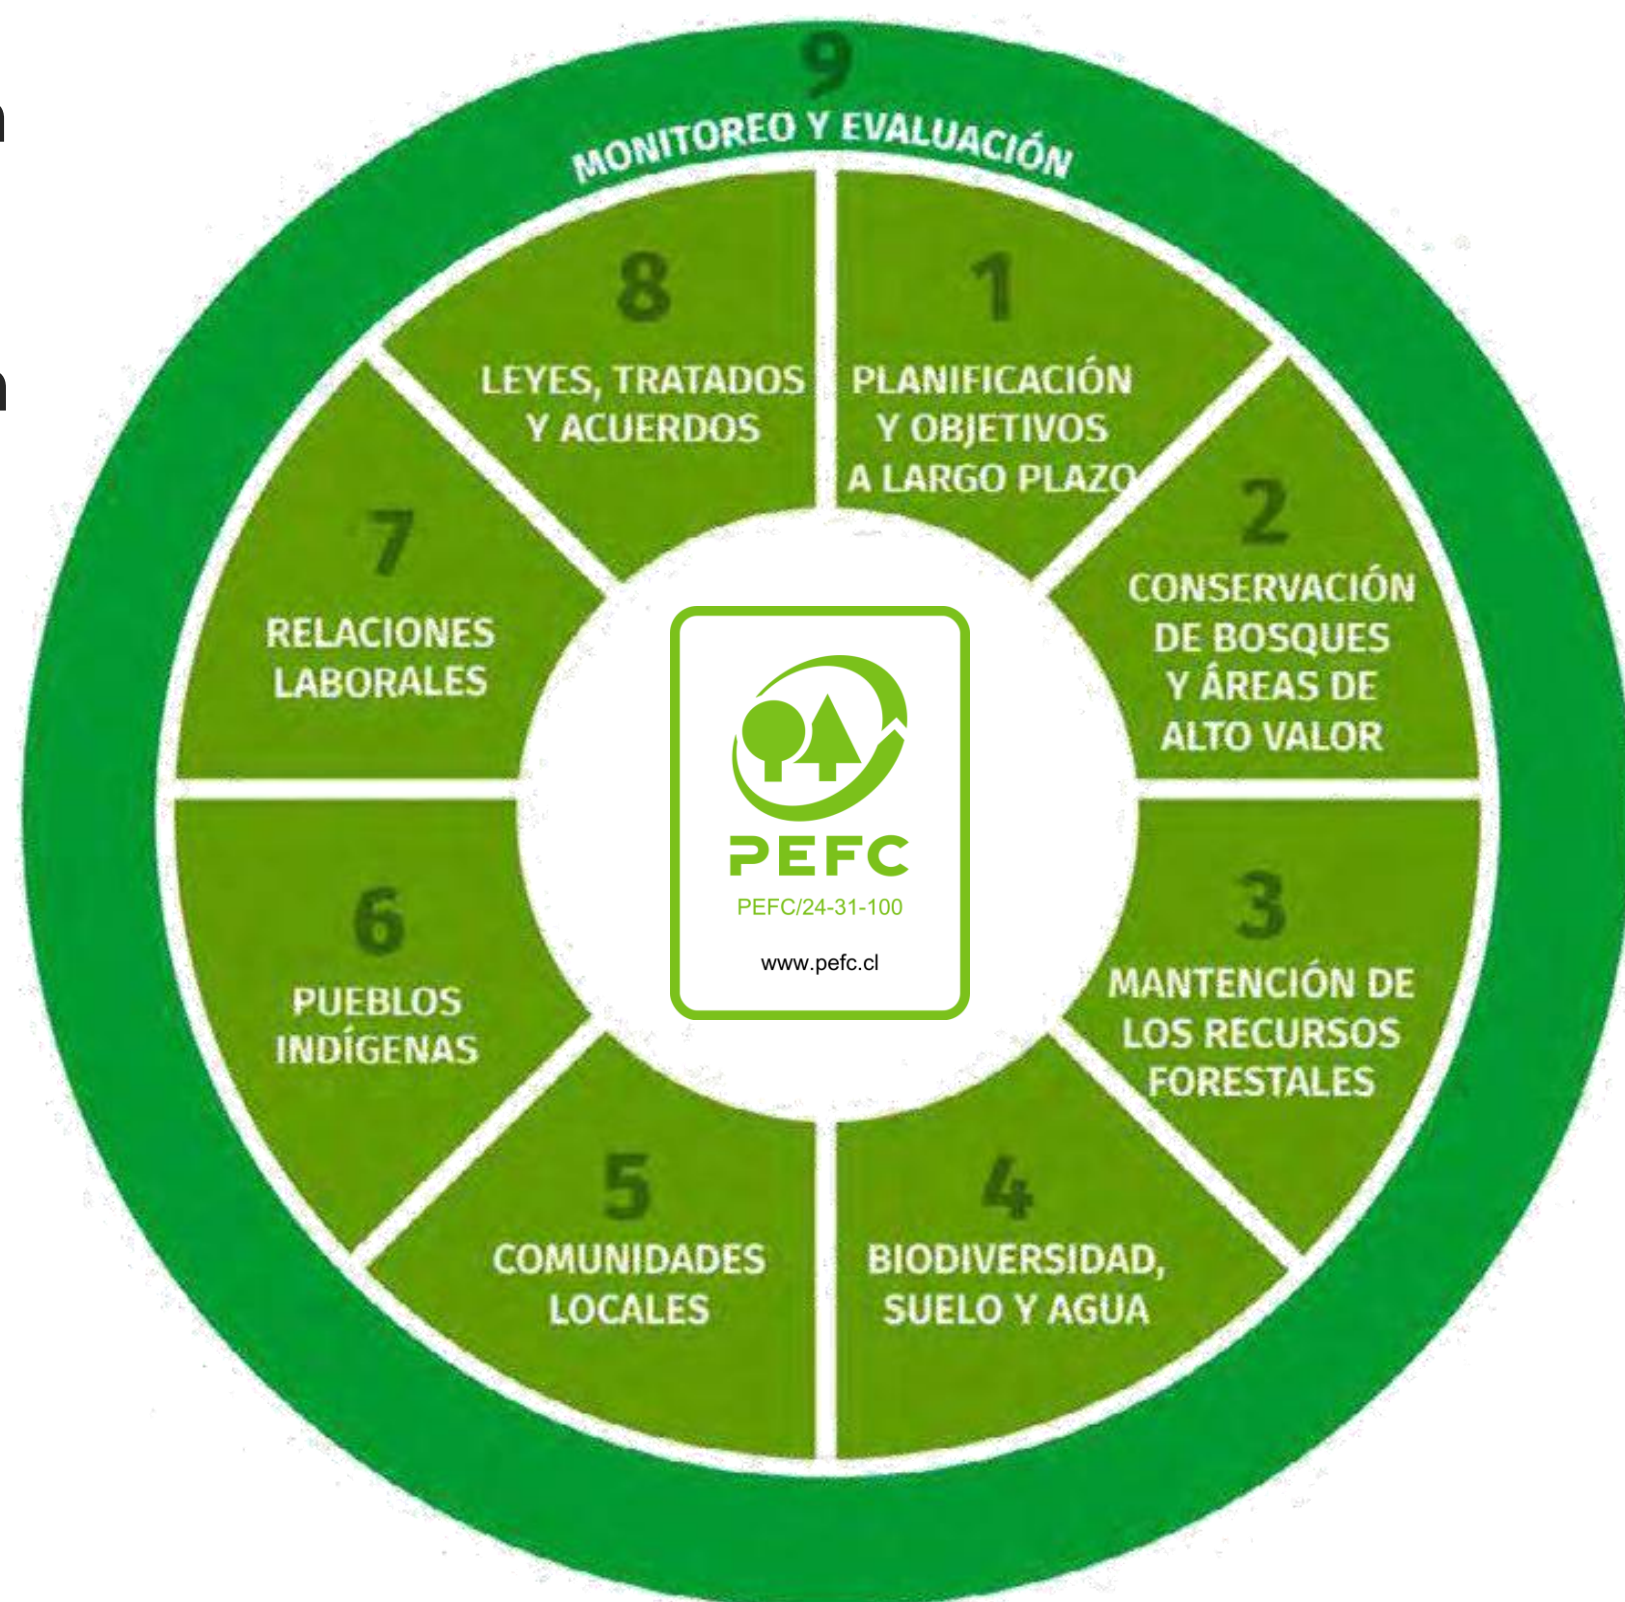 9
MONITOREO Y EVALUACIÓN
1
PLANIFICACIÓN
Y OBJETIVOS
A LARGO PLAZO
2
CONSERVACIÓN
DE BOSQUES
Y ÁREAS DE
ALTO VALOR
3
MANTENCIÓN DE
LOS RECURSOS
FORESTALES
4
BIODIVERSIDAD,
SUELO Y AGUA
5
COMUNIDADES
LOCALES
6
PUEBLOS
INDÍGENAS
7
RELACIONES
LABORALES
8
LEYES, TRATADOS
Y ACUERDOS
PEFC
PEFC/24-31-100
www.pefc.cl